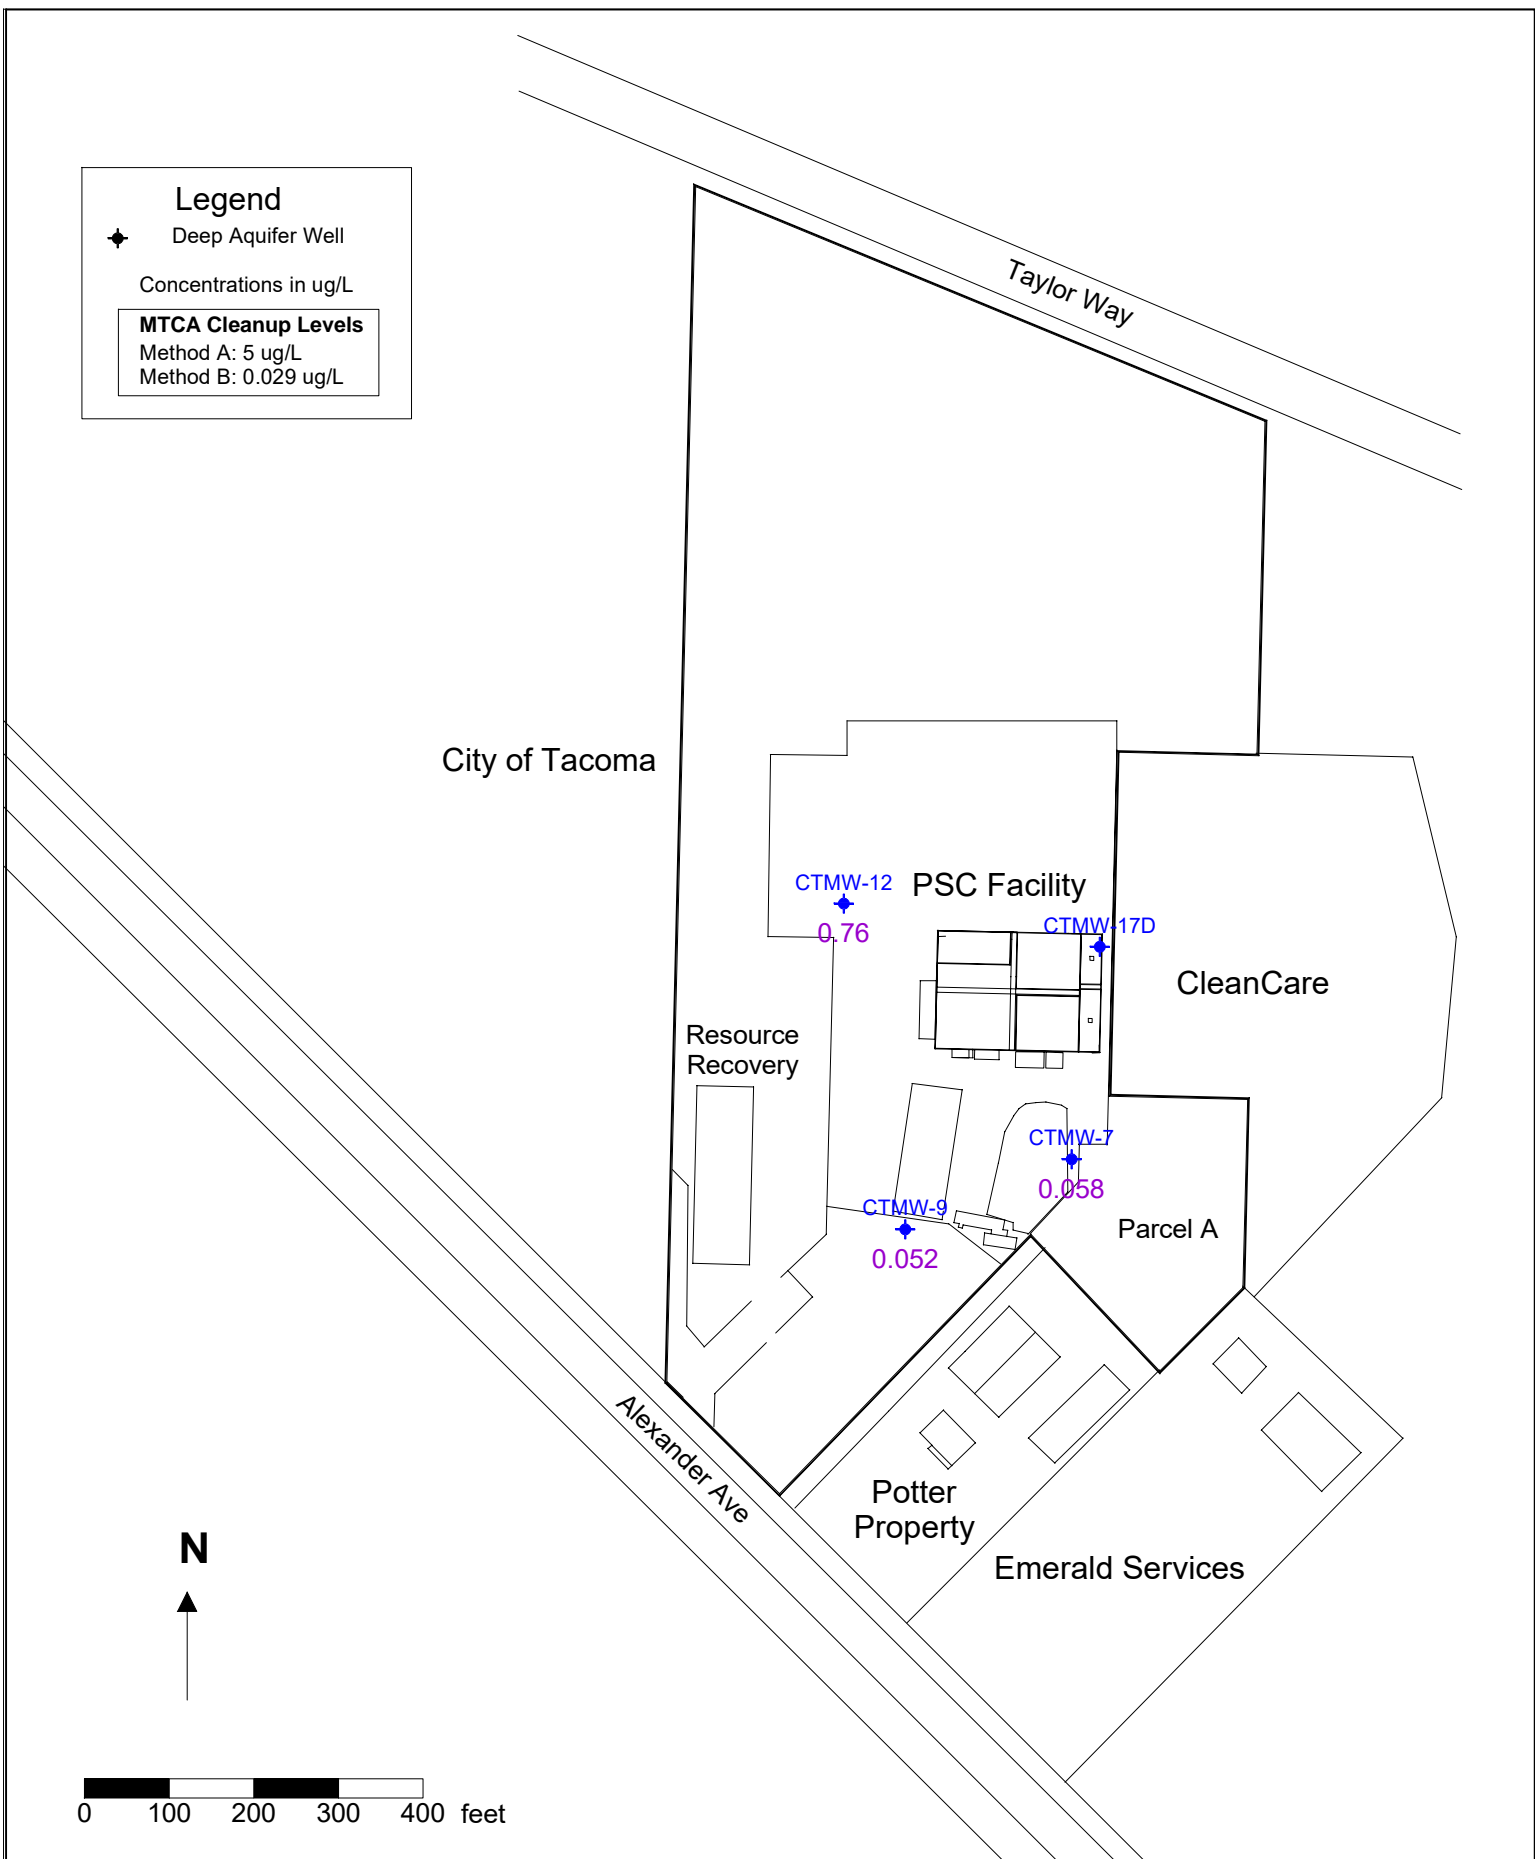 Legend
Deep Aquifer Well
Concentrations in ug/L
MTCA Cleanup Levels
Method A: 5 ug/L
Method B: 0.029 ug/L
Taylor Way
City of Tacoma
CTMW-12
0.76
PSC Facility
CTMW-17D
CleanCare
Resource
Recovery
CTMW-7
0.058
CTMW-9
0.052
Parcel A
Alexander Ave
Potter
Property
Emerald Services
N
0 100 200 300 400 feet